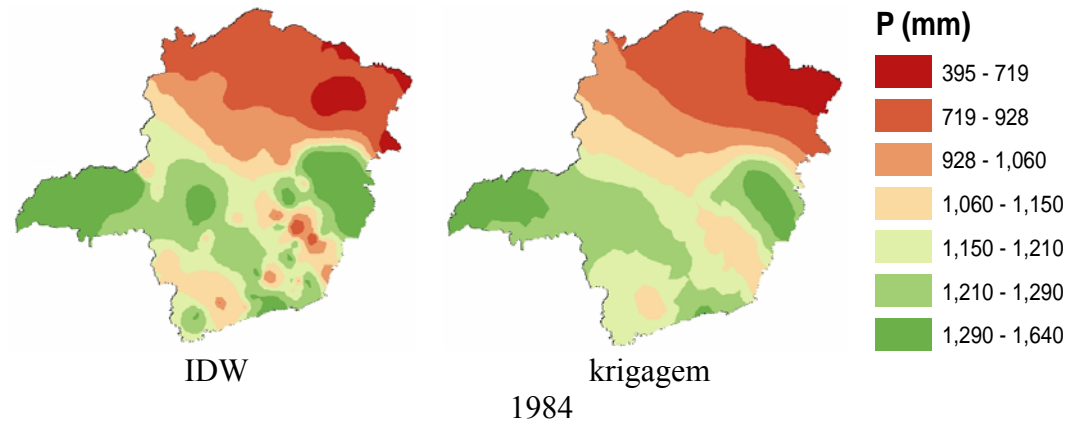 P (mm)
395 - 719
719 - 928
928 - 1,060
1,060 - 1,150
1,150 - 1,210
1,210 - 1,290
1,290 - 1,640
IDW
krigagem
1984